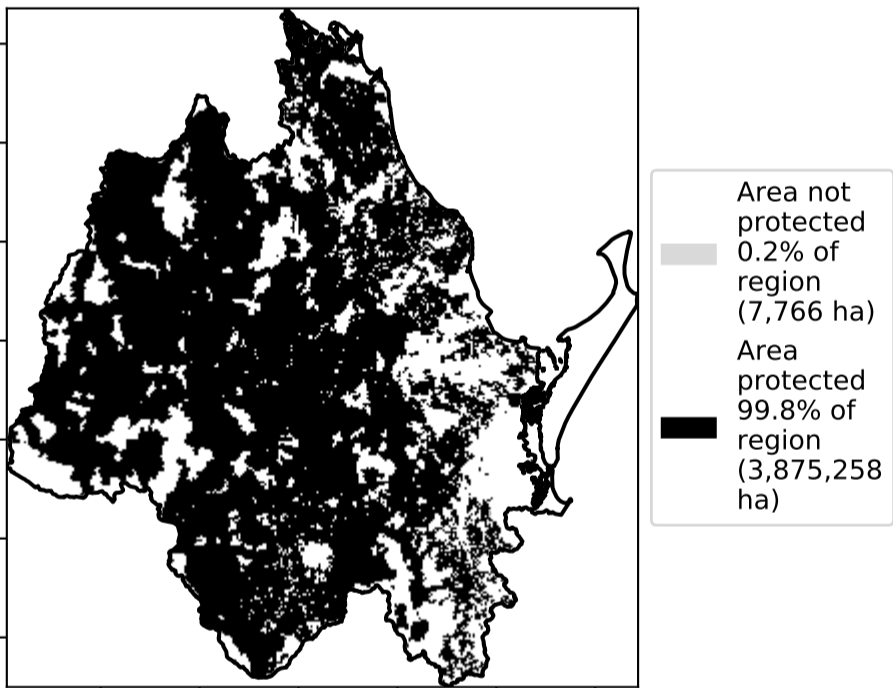 Area not
protected
0.2% of
region
(7,766 ha)
Area
protected
99.8% of
region
(3,875,258
ha)